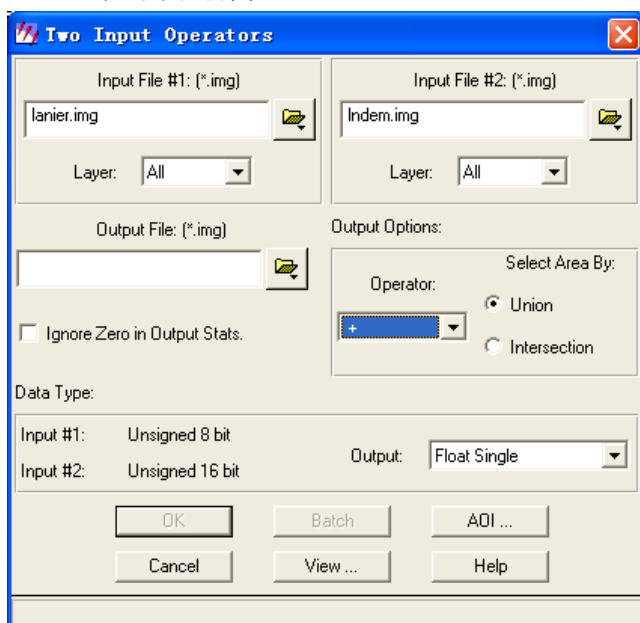 Two Input Operators
Input File #1: (*.img)
lanier.img
Layer: All
Input File #2: (*.img)
lndem.img
Layer: All
Output File: (*.img)
Ignore Zero in Output Stats.
Output Options:
Operator:
+
Select Area By:
Union
Intersection
Data Type:
Input #1: Unsigned 8 bit
Input #2: Unsigned 16 bit
Output: Float Single
OK
Batch
AOI ...
Cancel
View ...
Help